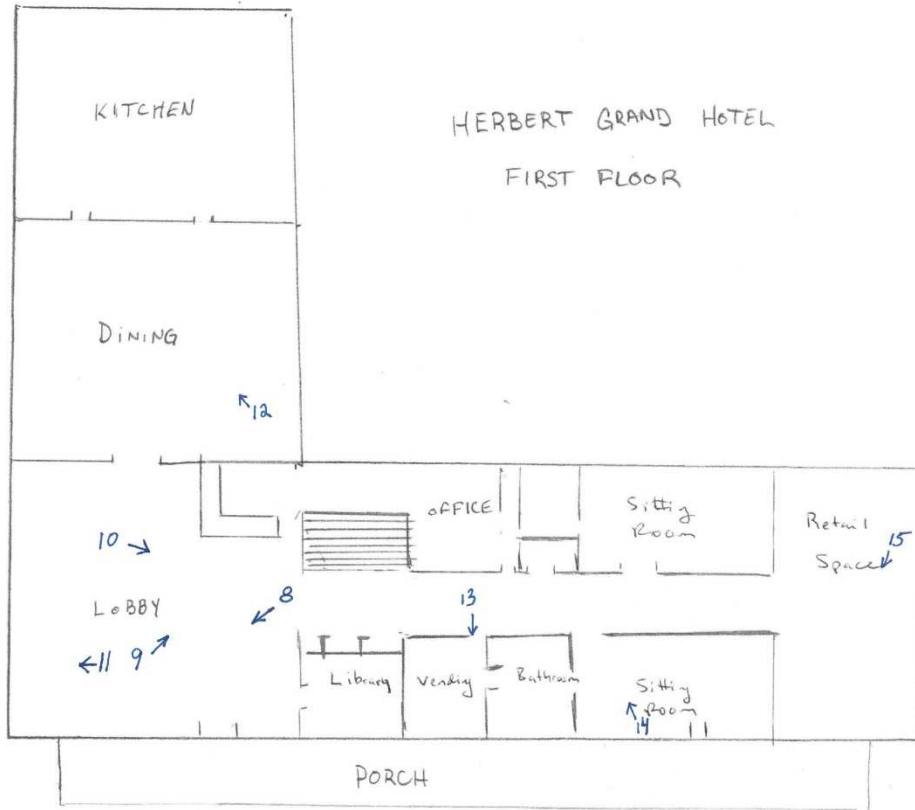 KITCHEN
HERBERT GRAND HOTEL
FIRST FLOOR
DINING
12
OFFICE
Sitting
Room
Retail
Space
15
10
8
13
LOBBY
11 9
Library
Vending
Bathroom
Sitting
Room
14
PORCH